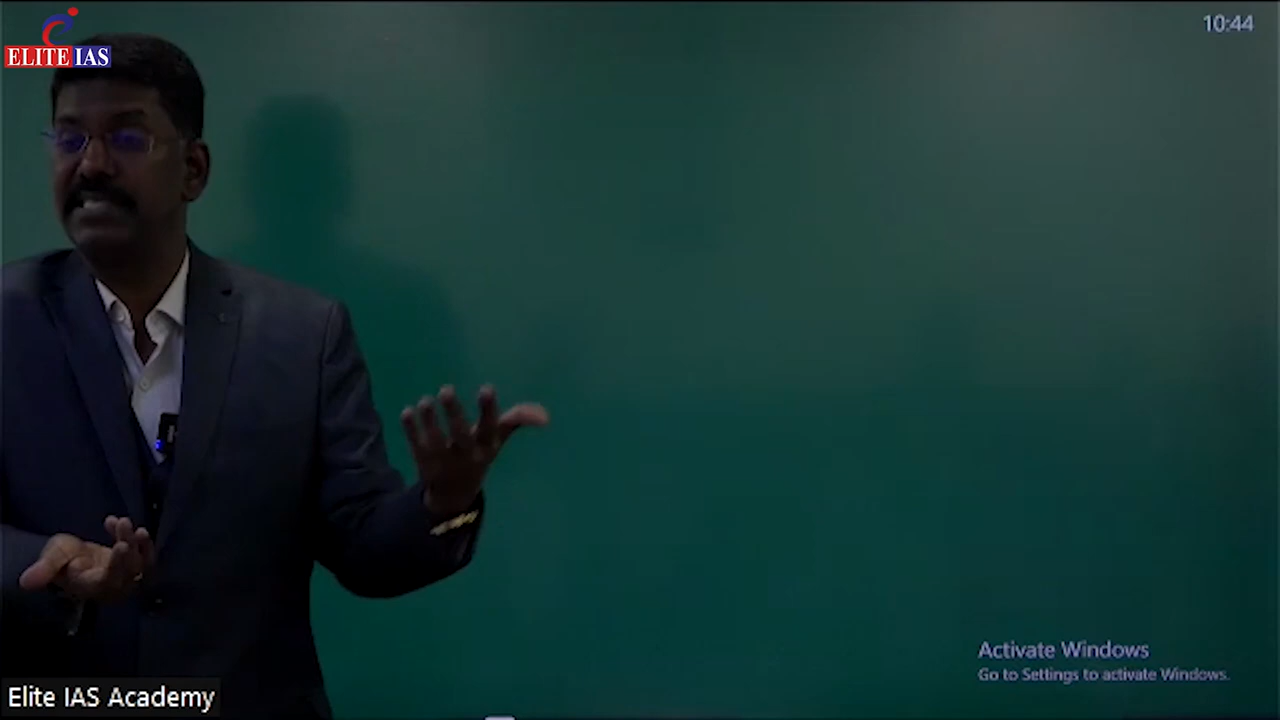 ELITE IAS
10:44
Activate Windows
Go to Settings to activate Windows.
Elite IAS Academy